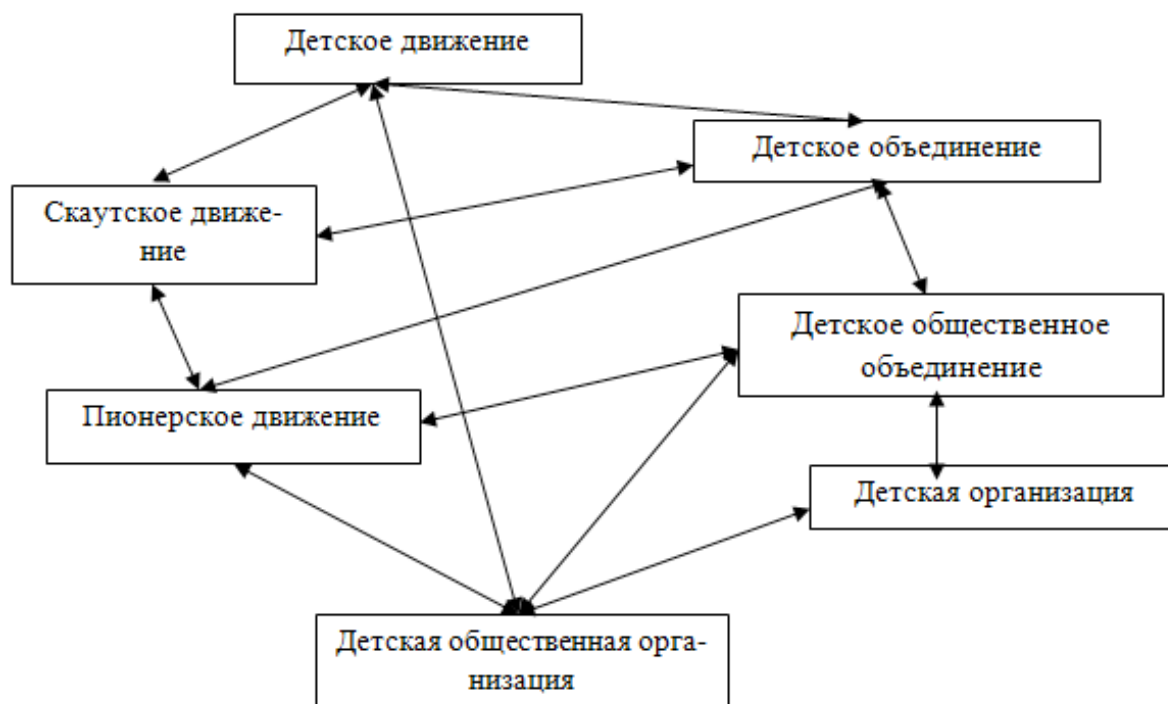 Детское движение
Детское объединение
Скаутское движе-
ние
Детское общественное
объединение
Пионерское движение
Детская организация
Детская общественная орга-
низация